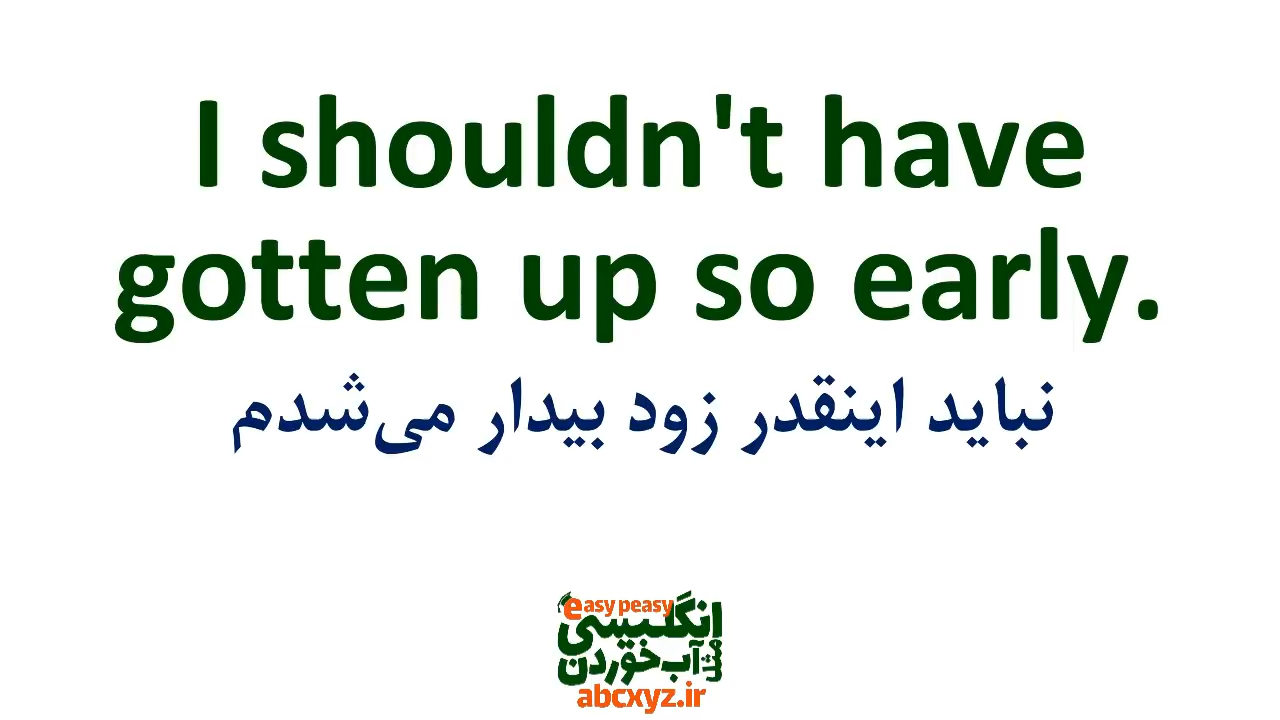 I shouldn't have
gotten up so early.
نباید اینقدر زود بیدار می‌شدم
easy peasy
انگلیسی
مثل آب خوردن
abcxyz.ir